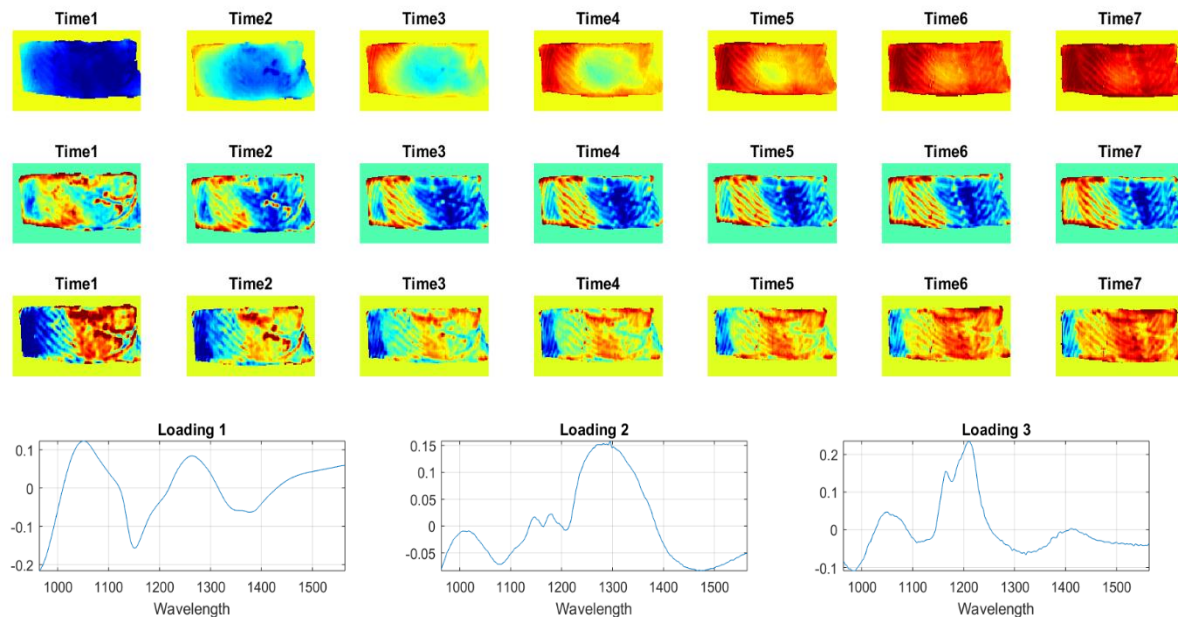 Time1 Time2 Time3 Time4 Time5 Time6 Time7
Time1 Time2 Time3 Time4 Time5 Time6 Time7
Time1 Time2 Time3 Time4 Time5 Time6 Time7
Loading 1
0.1
0
-0.1
-0.2
1000 1100 1200 1300 1400 1500
Wavelength
Loading 2
0.15
0.1
0.05
0
-0.05
1000 1100 1200 1300 1400 1500
Wavelength
Loading 3
0.2
0.1
0
-0.1
1000 1100 1200 1300 1400 1500
Wavelength